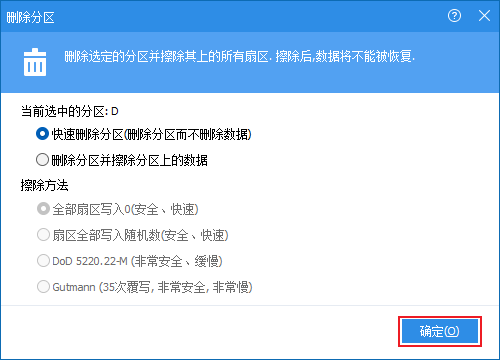 删除分区
删除选定的分区并擦除其上的所有扇区. 擦除后,数据将不能被恢复.
当前选中的分区: D
快速删除分区(删除分区而不删除数据)
删除分区并擦除分区上的数据
擦除方法
全部扇区写入0(安全、快速)
扇区全部写入随机数(安全、快速)
DoD 5220.22-M (非常安全、缓慢)
Gutmann (35次覆写, 非常安全, 非常慢)
确定(O)